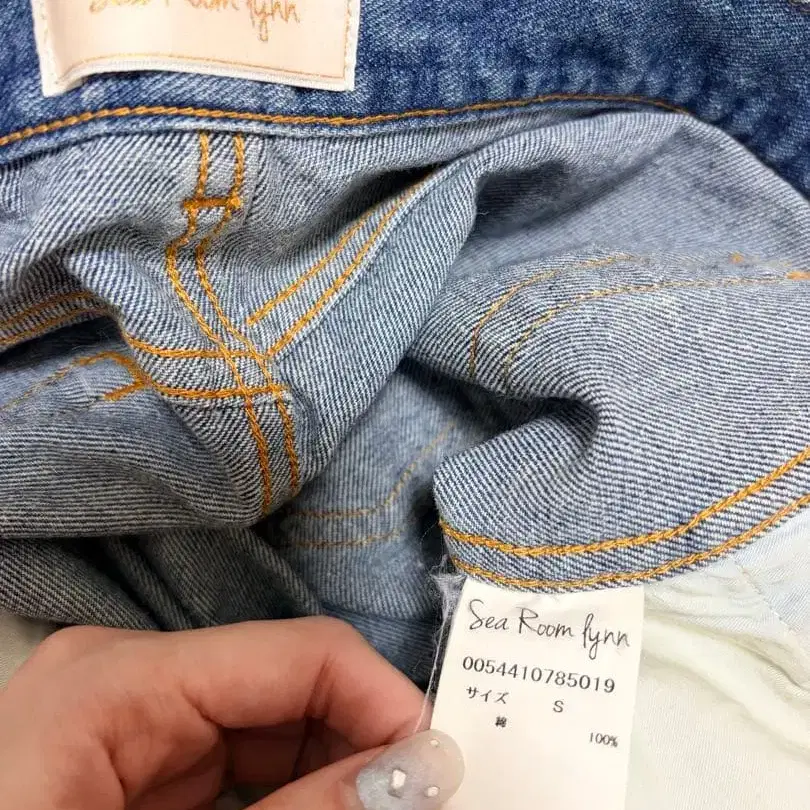 Sea Room lynn
Sea Room lynn
0054410785019
サイズ S
綿 100%